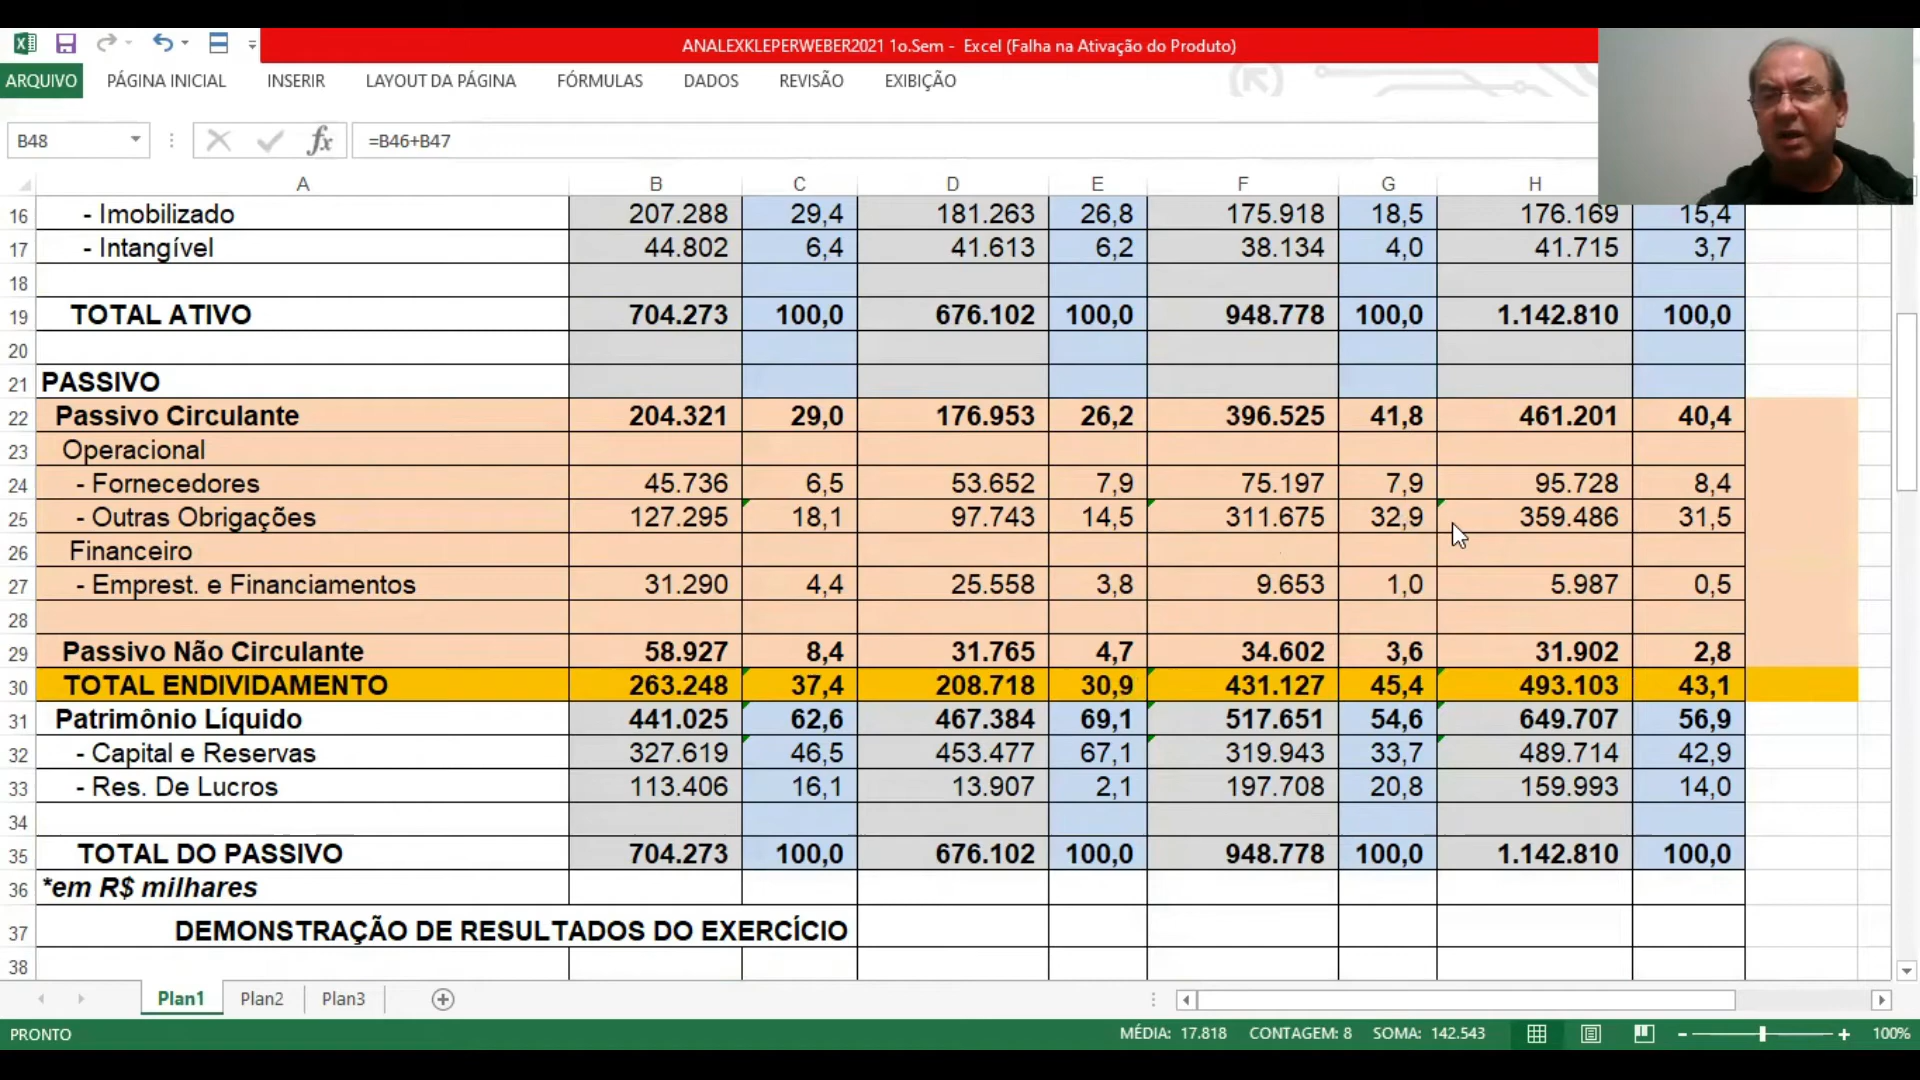 ANALEXKLEPERWEBER2021 1o.Sem - Excel (Falha na Ativação do Produto)
ARQUIVO PÁGINA INICIAL INSERIR LAYOUT DA PÁGINA FÓRMULAS DADOS REVISÃO EXIBIÇÃO
B48 fx =B46+B47
A B C D E F G H
16 - Imobilizado 207.288 29,4 181.263 26,8 175.918 18,5 176.169 15,4
17 - Intangível 44.802 6,4 41.613 6,2 38.134 4,0 41.715 3,7
18
19 TOTAL ATIVO 704.273 100,0 676.102 100,0 948.778 100,0 1.142.810 100,0
20
21 PASSIVO
22 Passivo Circulante 204.321 29,0 176.953 26,2 396.525 41,8 461.201 40,4
23 Operacional
24 - Fornecedores 45.736 6,5 53.652 7,9 75.197 7,9 95.728 8,4
25 - Outras Obrigações 127.295 18,1 97.743 14,5 311.675 32,9 359.486 31,5
26 Financeiro
27 - Emprest. e Financiamentos 31.290 4,4 25.558 3,8 9.653 1,0 5.987 0,5
28
29 Passivo Não Circulante 58.927 8,4 31.765 4,7 34.602 3,6 31.902 2,8
30 TOTAL ENDIVIDAMENTO 263.248 37,4 208.718 30,9 431.127 45,4 493.103 43,1
31 Patrimônio Líquido 441.025 62,6 467.384 69,1 517.651 54,6 649.707 56,9
32 - Capital e Reservas 327.619 46,5 453.477 67,1 319.943 33,7 489.714 42,9
33 - Res. De Lucros 113.406 16,1 13.907 2,1 197.708 20,8 159.993 14,0
34
35 TOTAL DO PASSIVO 704.273 100,0 676.102 100,0 948.778 100,0 1.142.810 100,0
36 *em R$ milhares
37 DEMONSTRAÇÃO DE RESULTADOS DO EXERCÍCIO
38
Plan1 Plan2 Plan3
PRONTO MÉDIA: 17.818 CONTAGEM: 8 SOMA: 142.543 100%